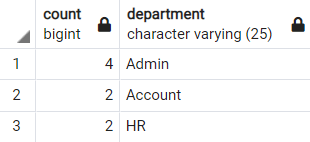 count department
bigint character varying (25)
1 4 Admin
2 2 Account
3 2 HR